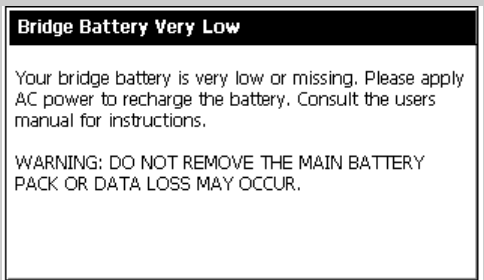 Bridge Battery Very Low
Your bridge battery is very low or missing. Please apply
AC power to recharge the battery. Consult the users
manual for instructions.
WARNING: DO NOT REMOVE THE MAIN BATTERY
PACK OR DATA LOSS MAY OCCUR.